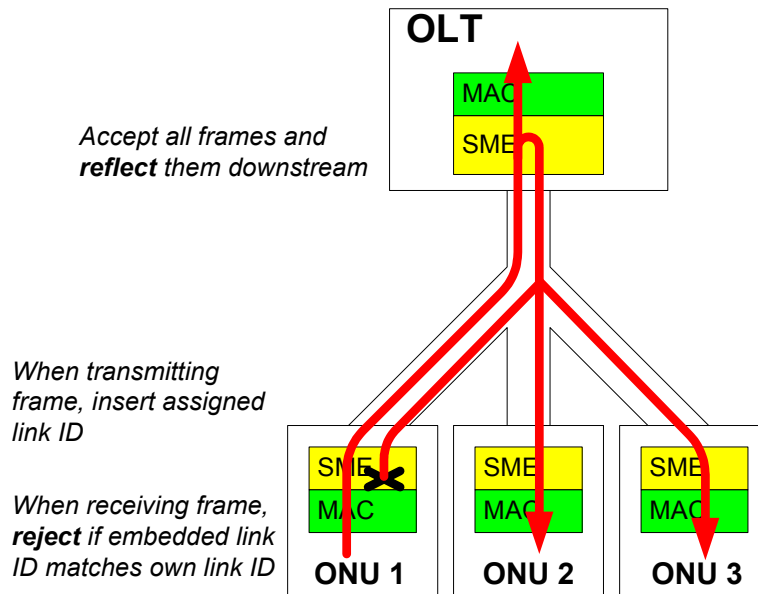 OLT
MAC
SME
Accept all frames and
reflect them downstream
When transmitting
frame, insert assigned
link ID
When receiving frame,
reject if embedded link
ID matches own link ID
SME
MAC
ONU 1
SME
MAC
ONU 2
SME
MAC
ONU 3